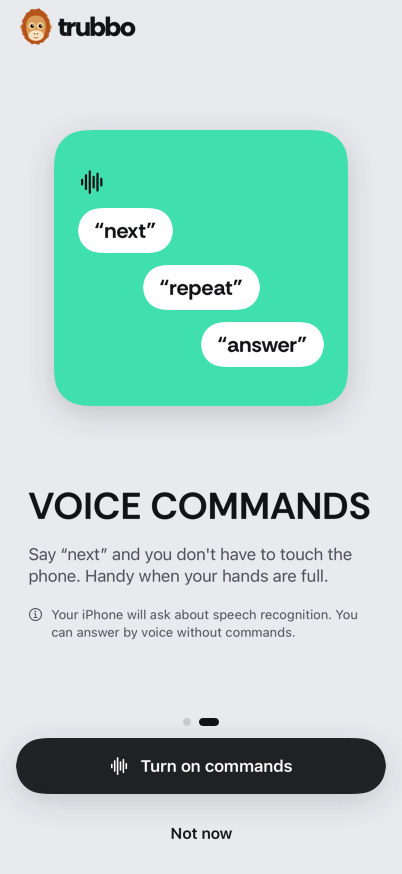 trubbo
“next”
“repeat”
“answer”
VOICE COMMANDS
Say “next” and you don't have to touch the
phone. Handy when your hands are full.
Your iPhone will ask about speech recognition. You
can answer by voice without commands.
Turn on commands
Not now